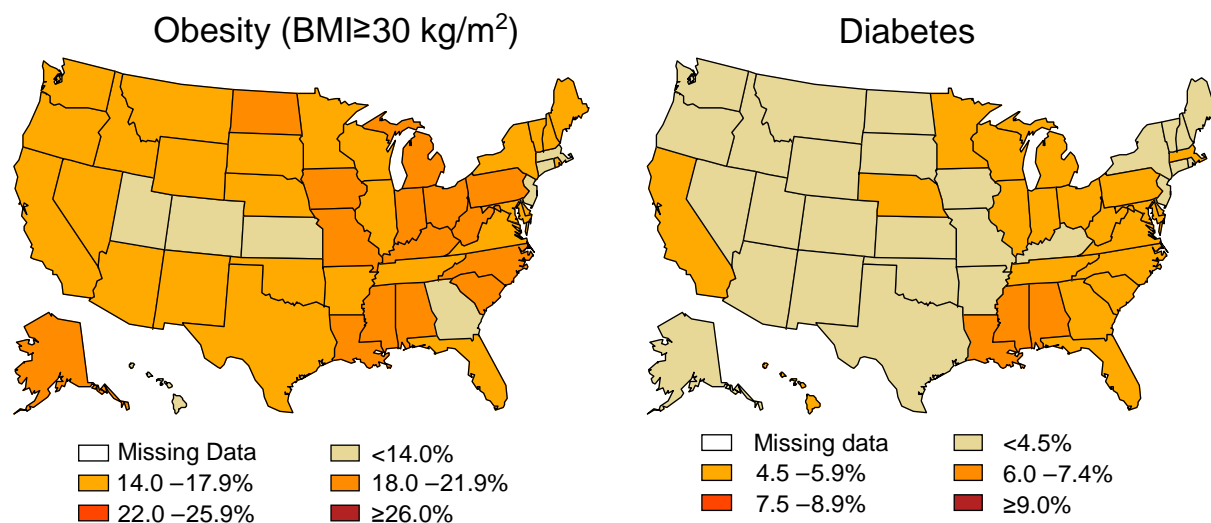 Obesity (BMI≥30 kg/m²)
Diabetes
Missing Data
<14.0%
14.0 –17.9%
18.0 –21.9%
22.0 –25.9%
≥26.0%
Missing data
<4.5%
4.5 –5.9%
6.0 –7.4%
7.5 –8.9%
≥9.0%